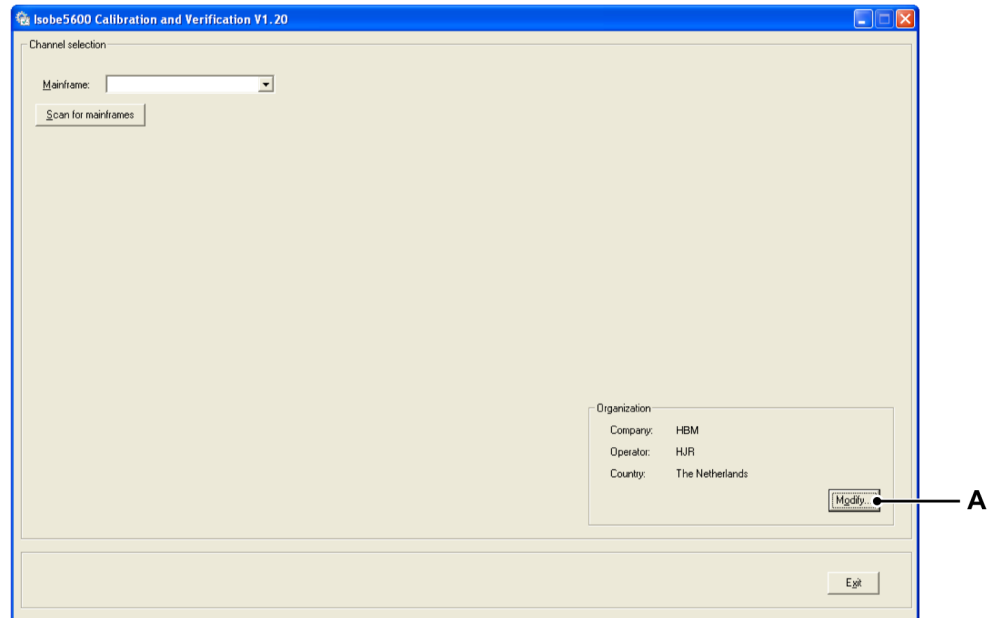 Isobe5600 Calibration and Verification V1.20
Channel selection
Mainframe:
Scan for mainframes
Organization
Company: HBM
Operator: HJR
Country: The Netherlands
Modify...
A
Exit